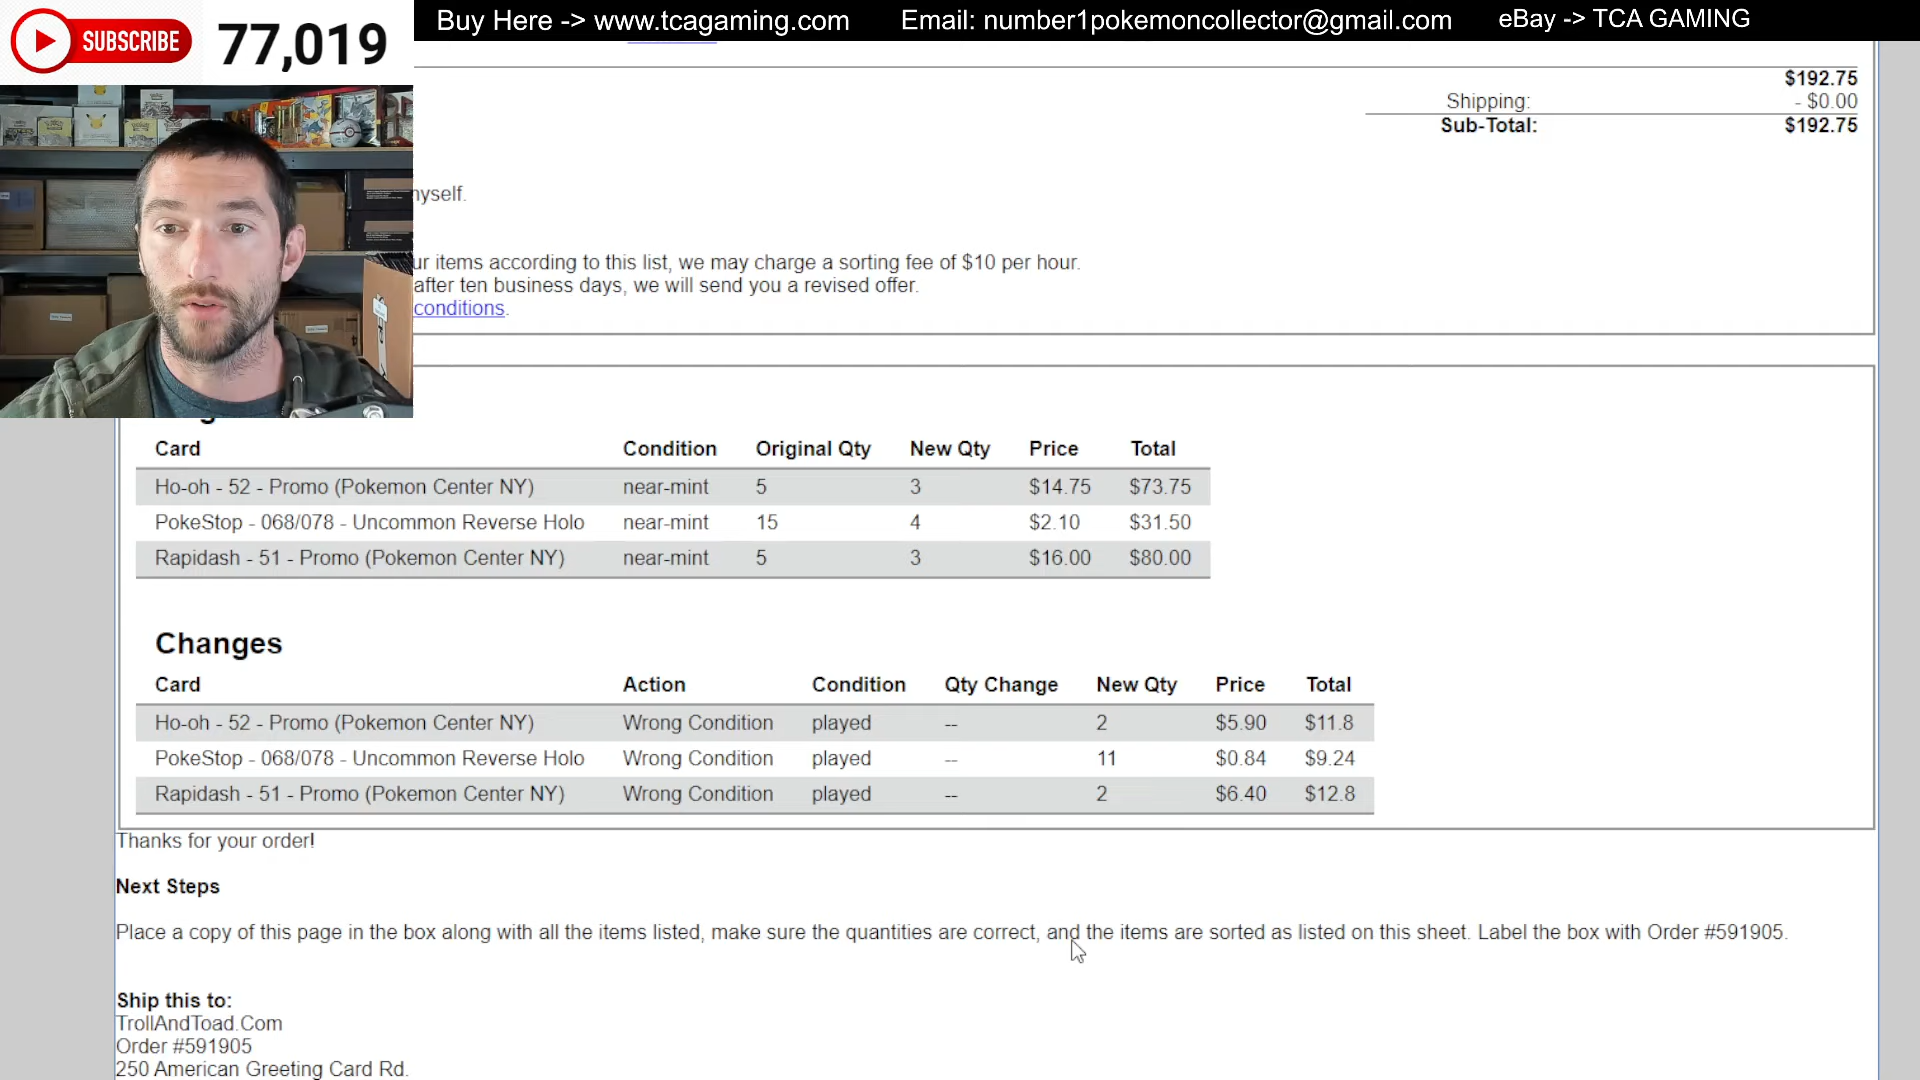 SUBSCRIBE 77,019
Buy Here -> www.tcagaming.com Email: number1pokemoncollector@gmail.com eBay -> TCA GAMING
$192.75
Shipping: - $0.00
Sub-Total: $192.75
myself.
ur items according to this list, we may charge a sorting fee of $10 per hour.
after ten business days, we will send you a revised offer.
conditions.
Card Condition Original Qty New Qty Price Total
Ho-oh - 52 - Promo (Pokemon Center NY) near-mint 5 3 $14.75 $73.75
PokeStop - 068/078 - Uncommon Reverse Holo near-mint 15 4 $2.10 $31.50
Rapidash - 51 - Promo (Pokemon Center NY) near-mint 5 3 $16.00 $80.00
Changes
Card Action Condition Qty Change New Qty Price Total
Ho-oh - 52 - Promo (Pokemon Center NY) Wrong Condition played -- 2 $5.90 $11.8
PokeStop - 068/078 - Uncommon Reverse Holo Wrong Condition played -- 11 $0.84 $9.24
Rapidash - 51 - Promo (Pokemon Center NY) Wrong Condition played -- 2 $6.40 $12.8
Thanks for your order!
Next Steps
Place a copy of this page in the box along with all the items listed, make sure the quantities are correct, and the items are sorted as listed on this sheet. Label the box with Order #591905.
Ship this to:
TrollAndToad.Com
Order #591905
250 American Greeting Card Rd.